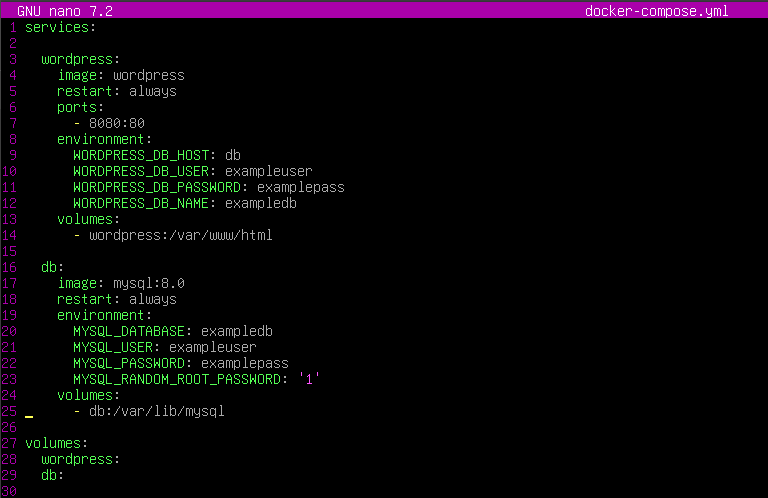 GNU nano 7.2 docker-compose.yml
1 services:
2
3   wordpress:
4     image: wordpress
5     restart: always
6     ports:
7       - 8080:80
8     environment:
9       WORDPRESS_DB_HOST: db
10       WORDPRESS_DB_USER: exampleuser
11       WORDPRESS_DB_PASSWORD: examplepass
12       WORDPRESS_DB_NAME: exampledb
13     volumes:
14       - wordpress:/var/www/html
15
16   db:
17     image: mysql:8.0
18     restart: always
19     environment:
20       MYSQL_DATABASE: exampledb
21       MYSQL_USER: exampleuser
22       MYSQL_PASSWORD: examplepass
23       MYSQL_RANDOM_ROOT_PASSWORD: '1'
24     volumes:
25       - db:/var/lib/mysql
26
27 volumes:
28   wordpress:
29   db:
30